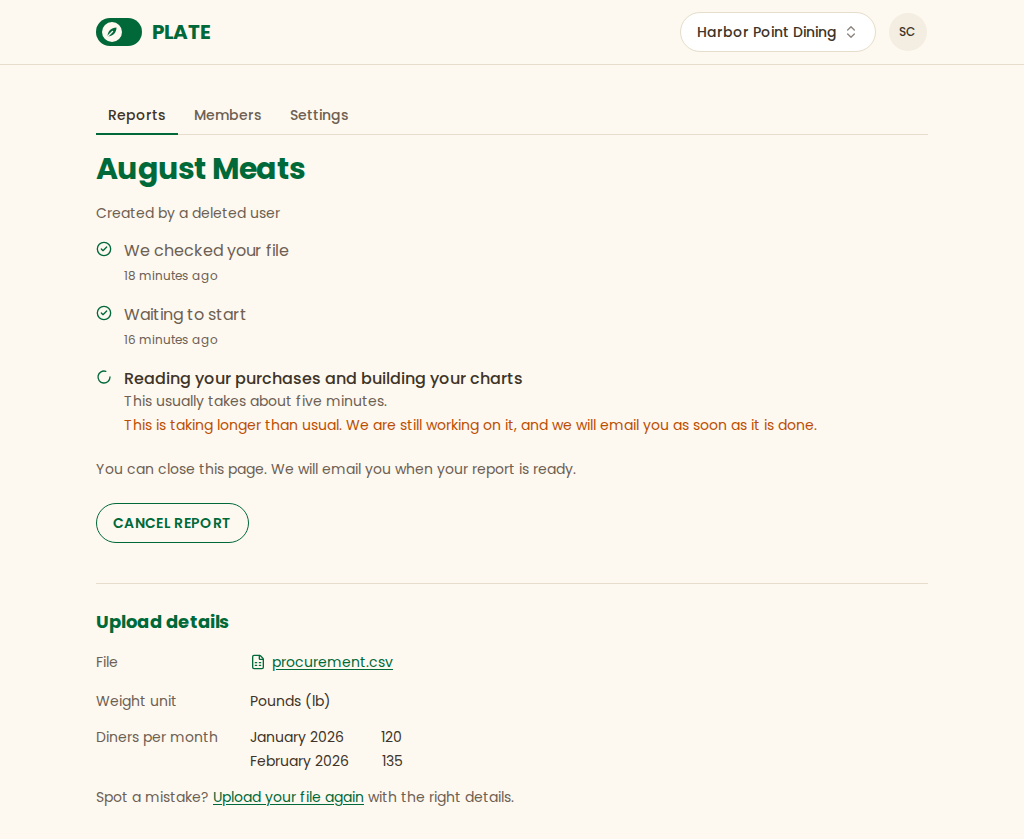 PLATE
Harbor Point Dining
SC
Reports Members Settings
August Meats
Created by a deleted user
We checked your file
18 minutes ago
Waiting to start
16 minutes ago
Reading your purchases and building your charts
This usually takes about five minutes.
This is taking longer than usual. We are still working on it, and we will email you as soon as it is done.
You can close this page. We will email you when your report is ready.
CANCEL REPORT
Upload details
File procurement.csv
Weight unit Pounds (lb)
Diners per month January 2026 120
February 2026 135
Spot a mistake? Upload your file again with the right details.